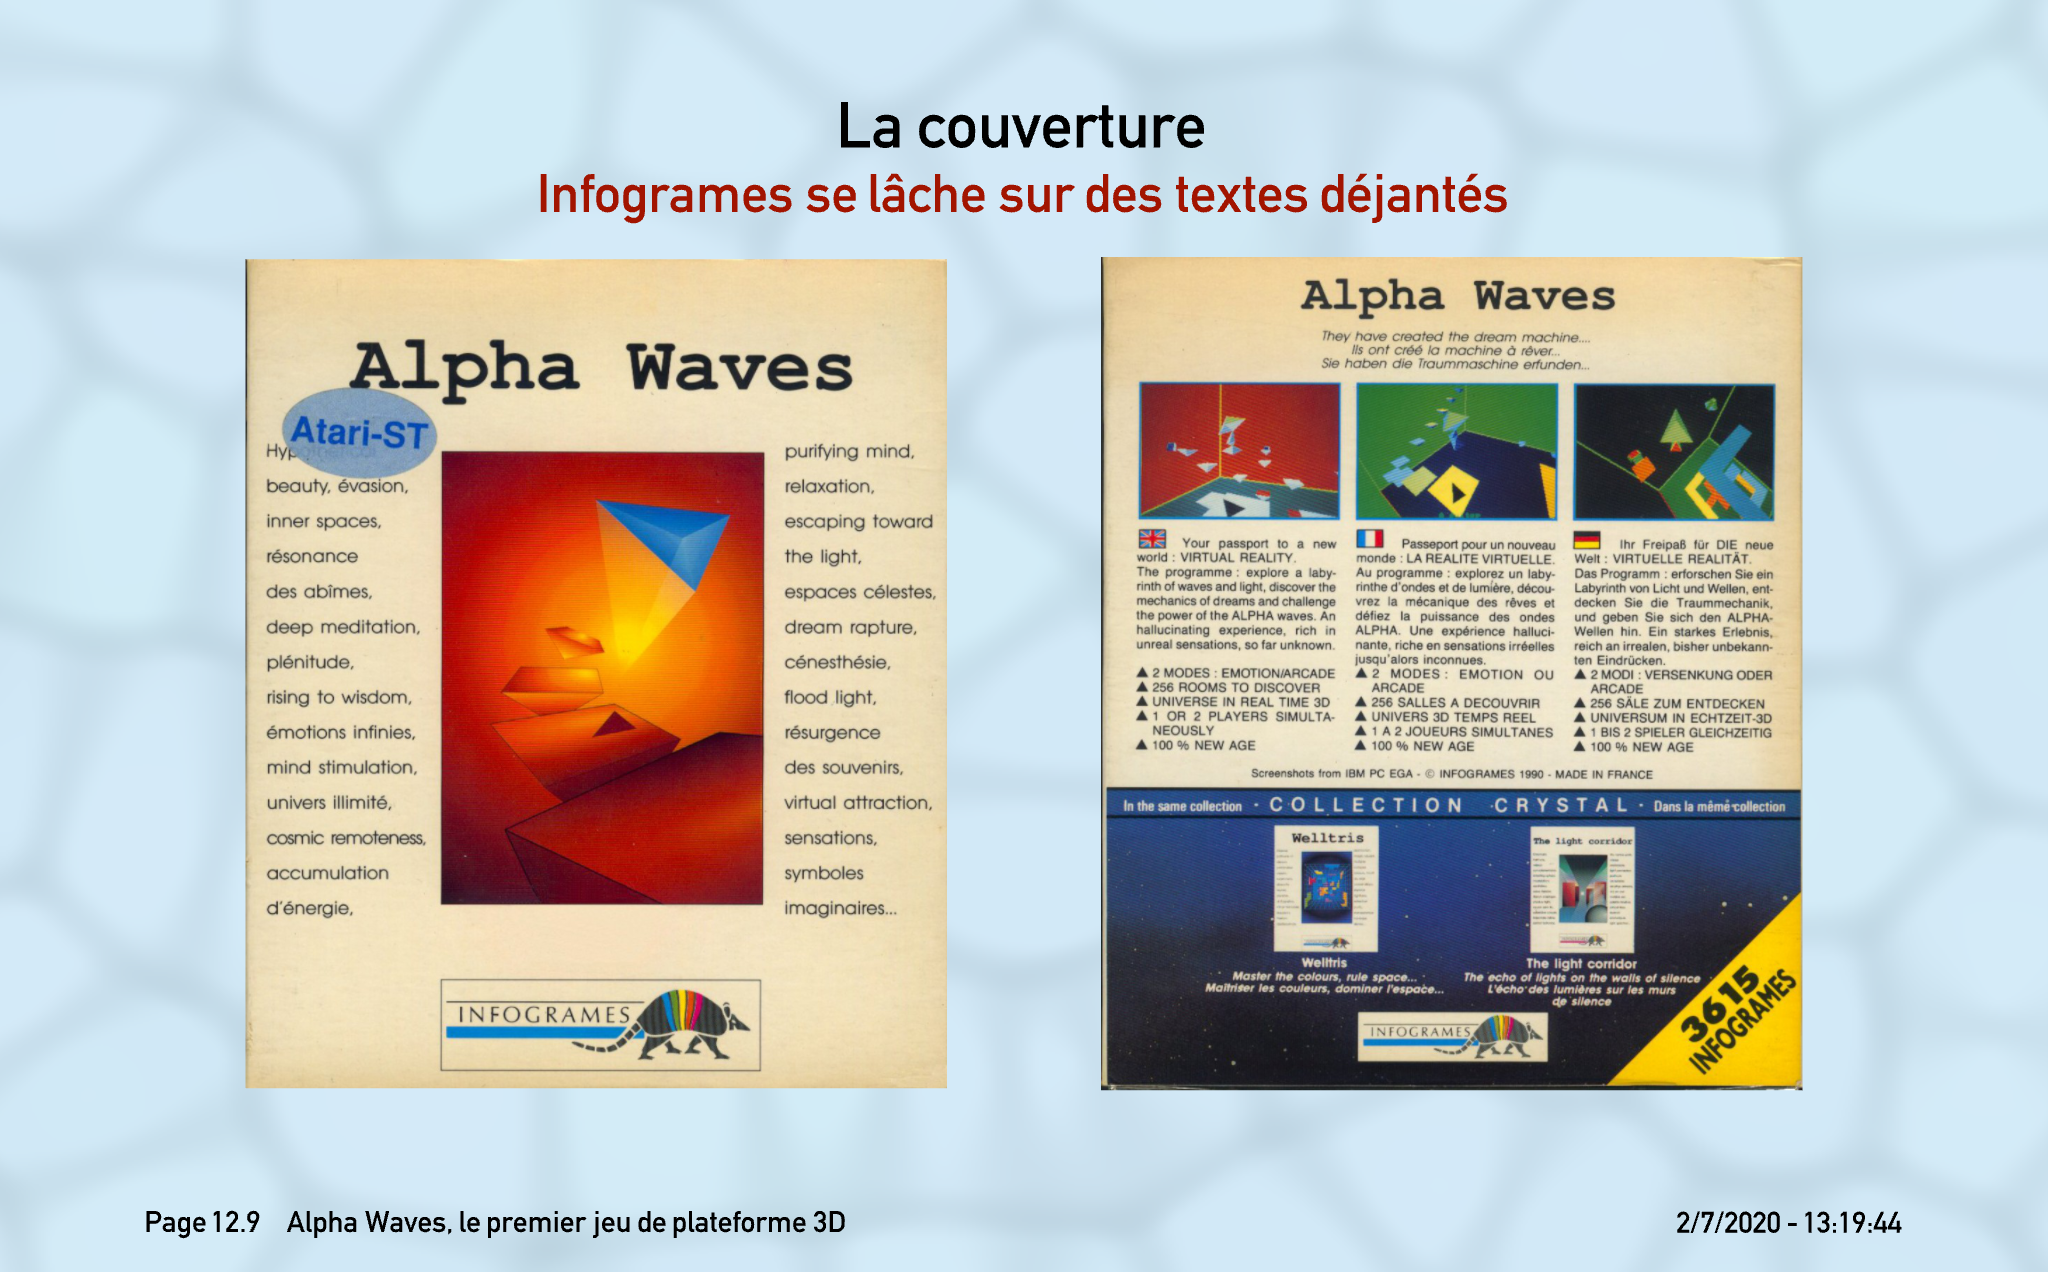 La couverture
Infogrames se lâche sur des textes déjantés
Alpha Waves
Atari-ST
beauty, évasion,
inner spaces,
résonance
des abîmes,
deep meditation,
plénitude,
rising to wisdom,
émotions infinies,
mind stimulation,
univers illimité,
cosmic remoteness,
accumulation
d'énergie,
purifying mind,
relaxation,
escaping toward
the light,
espaces célestes,
dream rapture,
cénesthésie,
flood light,
résurgence
des souvenirs,
virtual attraction,
sensations,
symboles
imaginaires...
INFOGRAMES
Alpha Waves
They have created the dream machine....
Ils ont créé la machine à rêver...
Sie haben die Traummaschine erfunden...
Your passport to a new
world : VIRTUAL REALITY.
The programme : explore a laby-
rinth of waves and light, discover the
mechanics of dreams and challenge
the power of the ALPHA waves. An
hallucinating experience, rich in
unreal sensations, so far unknown.
▲ 2 MODES : EMOTION/ARCADE
▲ 256 ROOMS TO DISCOVER
▲ UNIVERSE IN REAL TIME 3D
▲ 1 OR 2 PLAYERS SIMULTA-
NEOUSLY
▲ 100 % NEW AGE
Passeport pour un nouveau
monde : LA REALITE VIRTUELLE.
Au programme : explorez un laby-
rinthe d'ondes et de lumière, décou-
vrez la mécanique des rêves et
défiez la puissance des ondes
ALPHA. Une expérience halluci-
nante, riche en sensations irréelles
jusqu'alors inconnues.
▲ 2 MODES : EMOTION OU
ARCADE
▲ 256 SALLES A DECOUVRIR
▲ UNIVERS 3D TEMPS REEL
▲ 1 A 2 JOUEURS SIMULTANES
▲ 100 % NEW AGE
Ihr Freipaß für DIE neue
Welt : VIRTUELLE REALITÄT.
Das Programm : erforschen Sie ein
Labyrinth von Licht und Wellen, ent-
decken Sie die Traummechanik,
und geben Sie sich den ALPHA-
Wellen hin. Ein starkes Erlebnis,
reich an irrealen, bisher unbekann-
ten Eindrücken.
▲ 2 MODI : VERSENKUNG ODER
ARCADE
▲ 256 SÄLE ZUM ENTDECKEN
▲ UNIVERSUM IN ECHTZEIT-3D
▲ 1 BIS 2 SPIELER GLEICHZEITIG
▲ 100 % NEW AGE
Screenshots from IBM PC EGA - © INFOGRAMES 1990 - MADE IN FRANCE
In the same collection · COLLECTION CRYSTAL · Dans la même collection
Welltris
The light corridor
Welltris
Master the colours, rule space...
Maîtriser les couleurs, dominer l'espace...
The light corridor
The echo of lights on the walls of silence
L'écho des lumières sur les murs
de silence
INFOGRAMES
3615
INFOGRAMES
Page 12.9 Alpha Waves, le premier jeu de plateforme 3D
2/7/2020 - 13:19:44